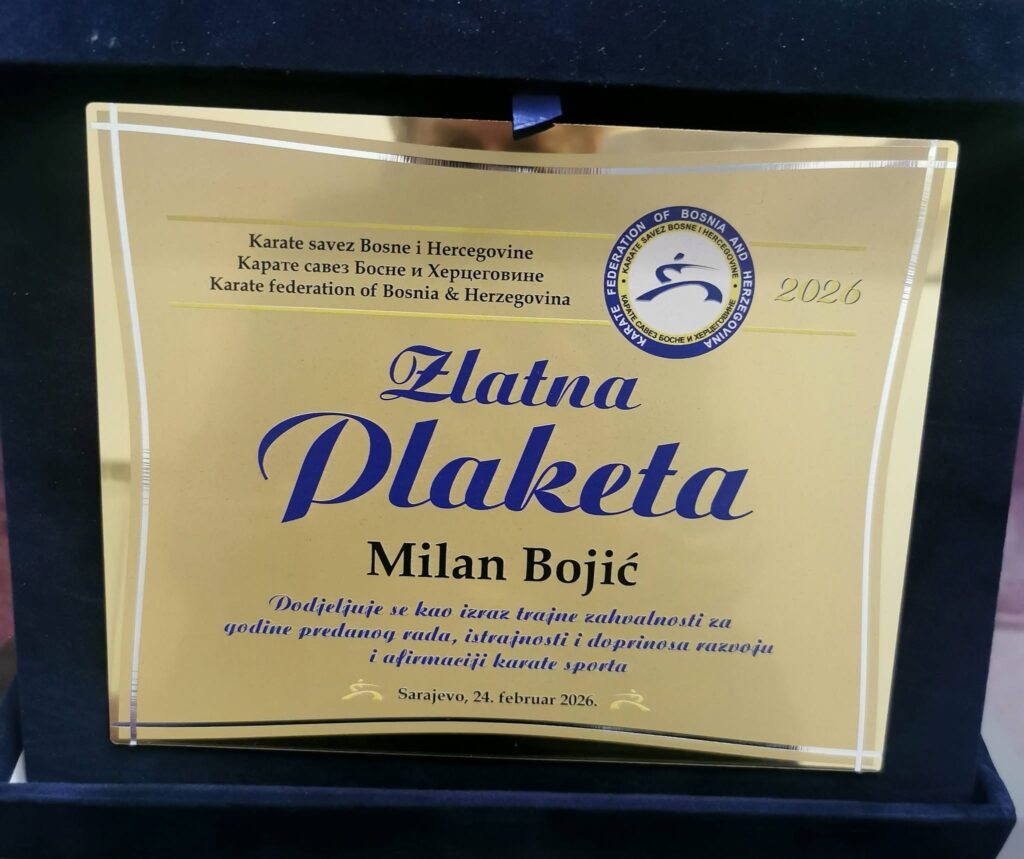 Karate savez Bosne i Hercegovine
Карате савез Босне и Херцеговине
Karate federation of Bosnia & Herzegovina
KARATE FEDERATION OF BOSNIA AND HERZEGOVINA
KARATE SAVEZ BOSNE I HERCEGOVINE
КАРАТЕ САВЕЗ БОСНЕ И ХЕРЦЕГОВИНЕ
2026
Zlatna
Plaketa
Milan Bojić
Dodjeljuje se kao izraz trajne zahvalnosti za
godine predanog rada, istrajnosti i doprinosa razvoju
i afirmaciji karate sporta
Sarajevo, 24. februar 2026.